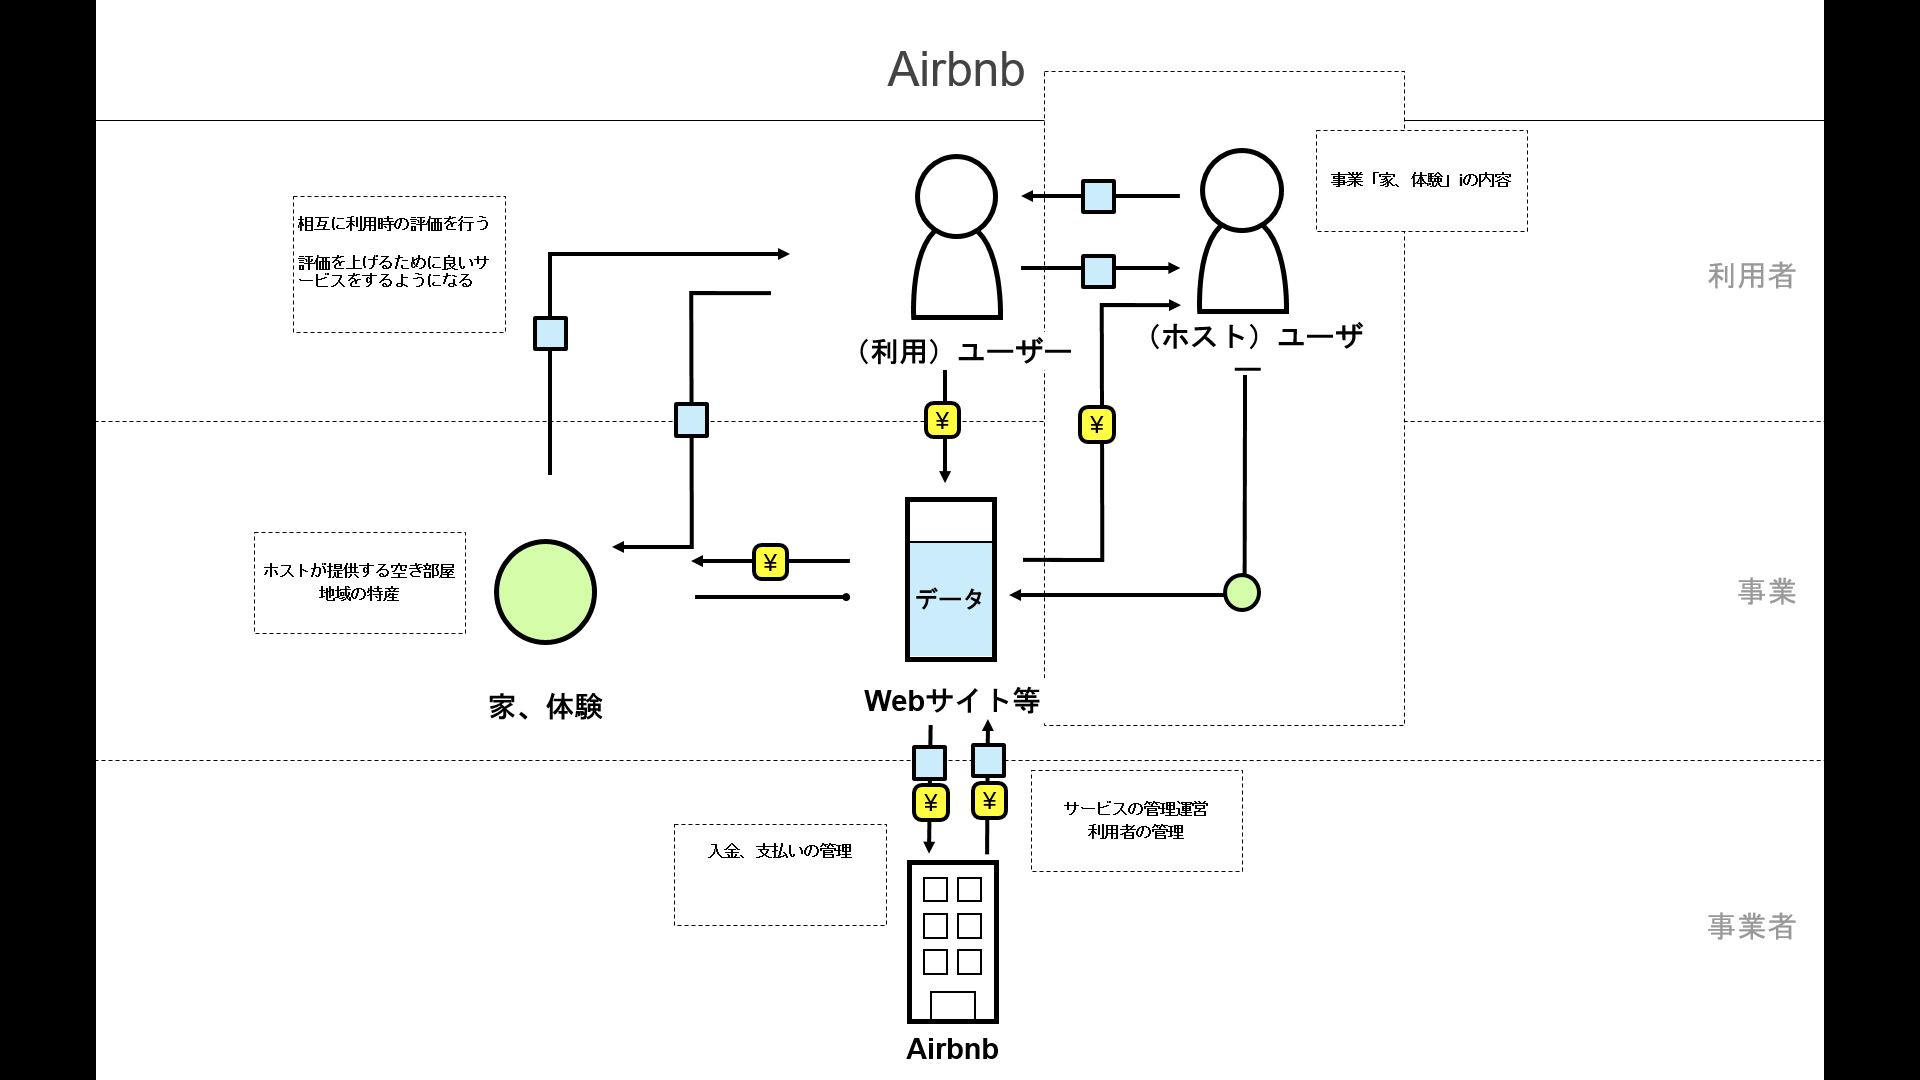 Airbnb
事業「家、体験」iの内容
相互に利用時の評価を行う
評価を上げるために良いサ
ービスをするようになる
利用者
（利用）ユーザー
（ホスト）ユーザ
ー
¥
¥
ホストが提供する空き部屋
地域の特産
¥
データ
事業
家、体験
Webサイト等
¥
¥
サービスの管理運営
利用者の管理
入金、支払いの管理
事業者
Airbnb